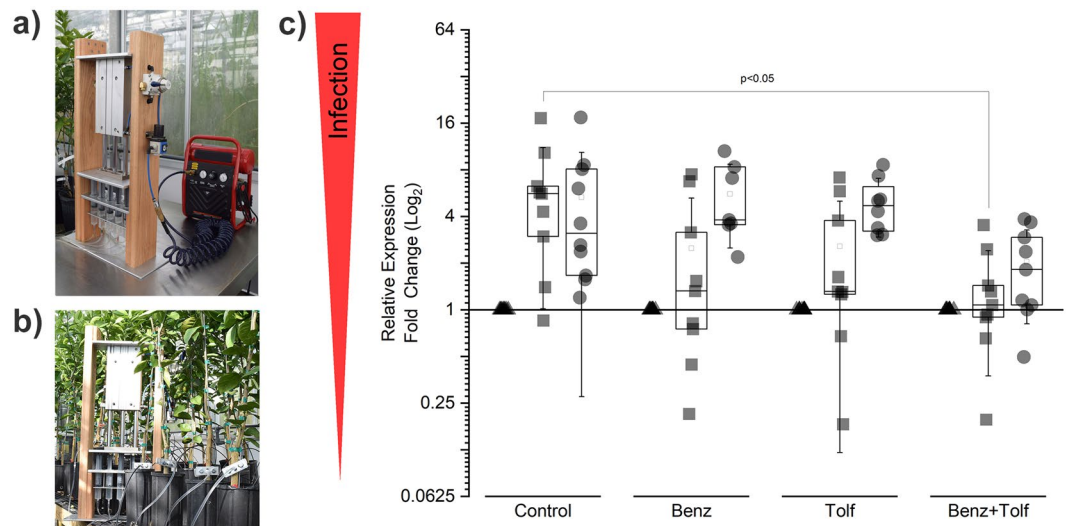 a)
b)
c)
Infection
Relative Expression
Fold Change (Log2)
64
16
4
1
0.25
0.0625
p<0.05
Control
Benz
Tolf
Benz+Tolf